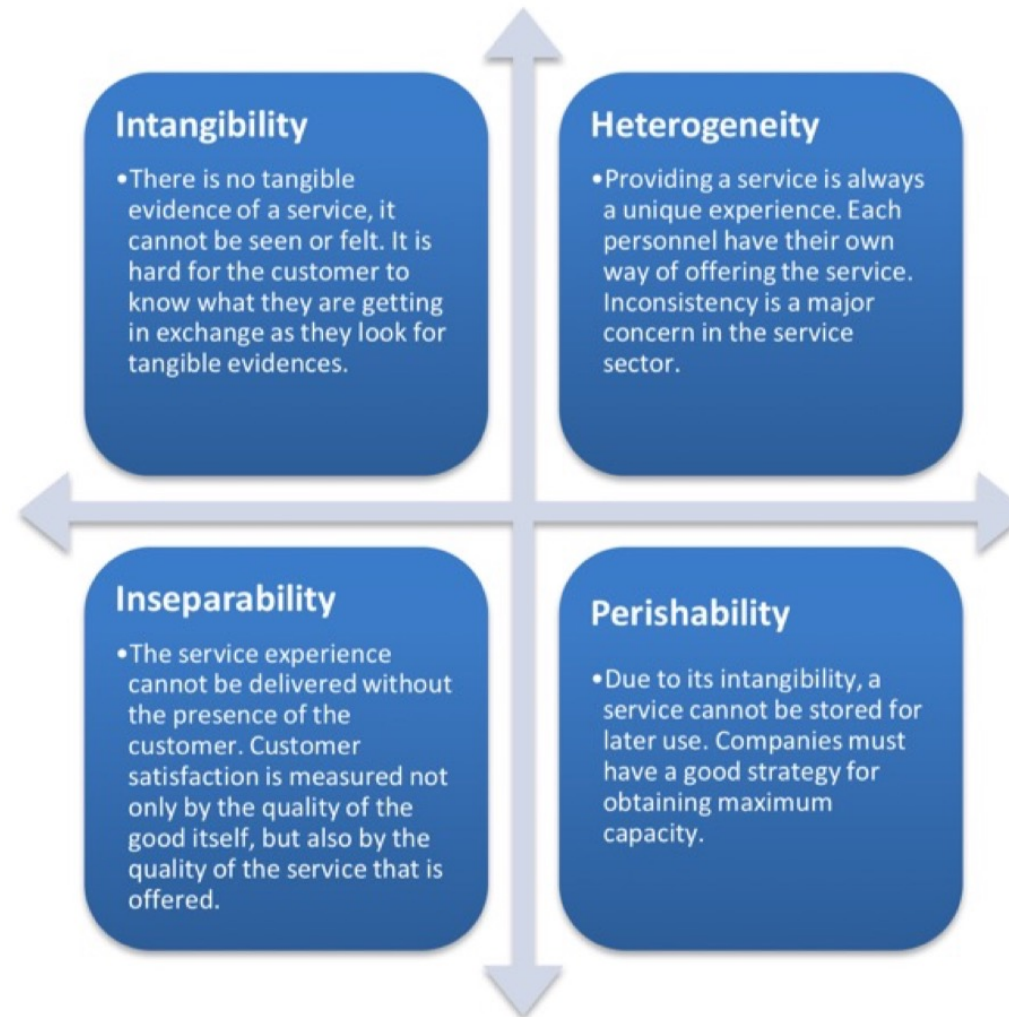 Intangibility
•There is no tangible
evidence of a service, it
cannot be seen or felt. It is
hard for the customer to
know what they are getting
in exchange as they look for
tangible evidences.
Heterogeneity
•Providing a service is always
a unique experience. Each
personnel have their own
way of offering the service.
Inconsistency is a major
concern in the service
sector.
Inseparability
•The service experience
cannot be delivered without
the presence of the
customer. Customer
satisfaction is measured not
only by the quality of the
good itself, but also by the
quality of the service that is
offered.
Perishability
•Due to its intangibility, a
service cannot be stored for
later use. Companies must
have a good strategy for
obtaining maximum
capacity.